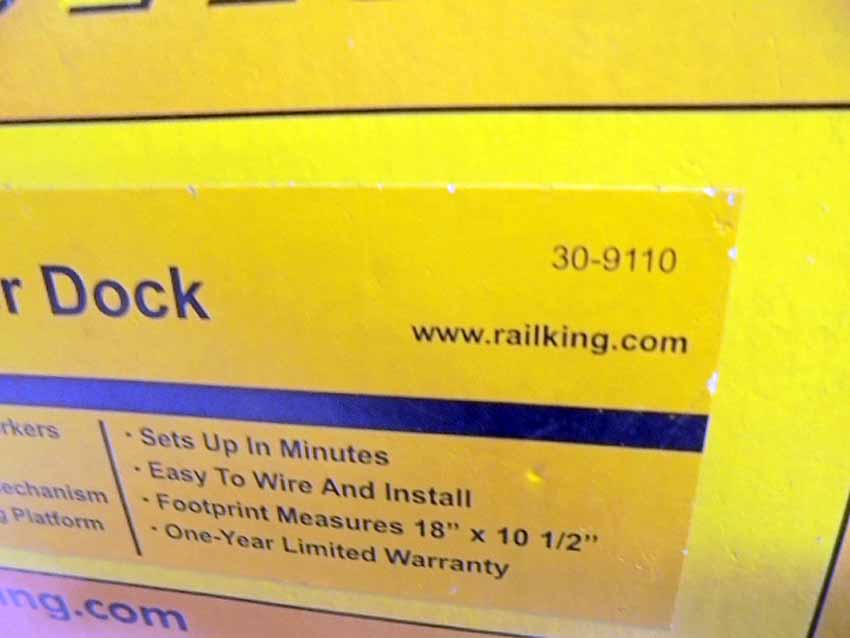 30-9110
r Dock
www.railking.com
rkers
echanism
g Platform
· Sets Up In Minutes
· Easy To Wire And Install
· Footprint Measures 18" x 10 1/2"
· One-Year Limited Warranty
ing.com